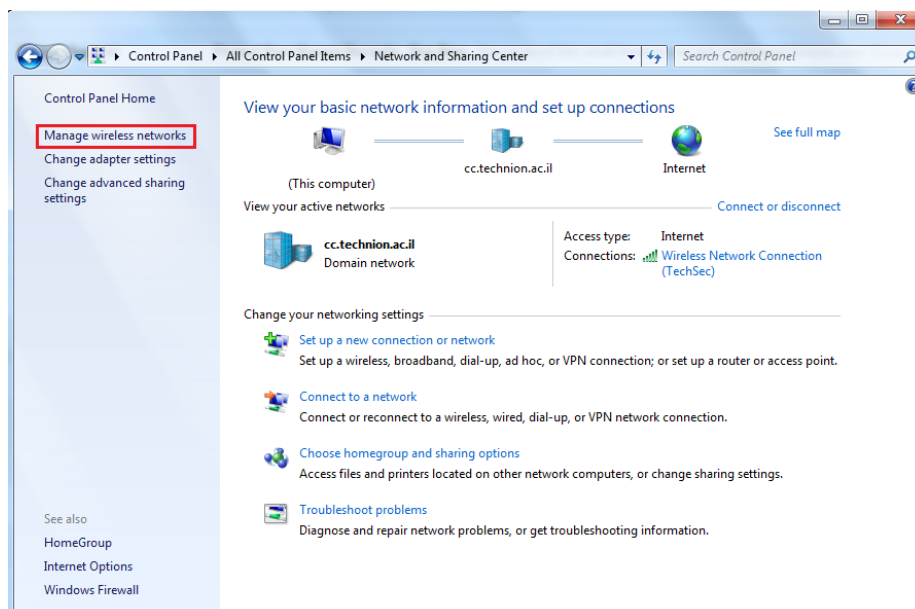 Control Panel
All Control Panel Items
Network and Sharing Center
Search Control Panel
Control Panel Home
Manage wireless networks
Change adapter settings
Change advanced sharing
settings
See also
HomeGroup
Internet Options
Windows Firewall
View your basic network information and set up connections
See full map
(This computer)
cc.technion.ac.il
Internet
View your active networks
Connect or disconnect
cc.technion.ac.il
Domain network
Access type: Internet
Connections: Wireless Network Connection
(TechSec)
Change your networking settings
Set up a new connection or network
Set up a wireless, broadband, dial-up, ad hoc, or VPN connection; or set up a router or access point.
Connect to a network
Connect or reconnect to a wireless, wired, dial-up, or VPN network connection.
Choose homegroup and sharing options
Access files and printers located on other network computers, or change sharing settings.
Troubleshoot problems
Diagnose and repair network problems, or get troubleshooting information.